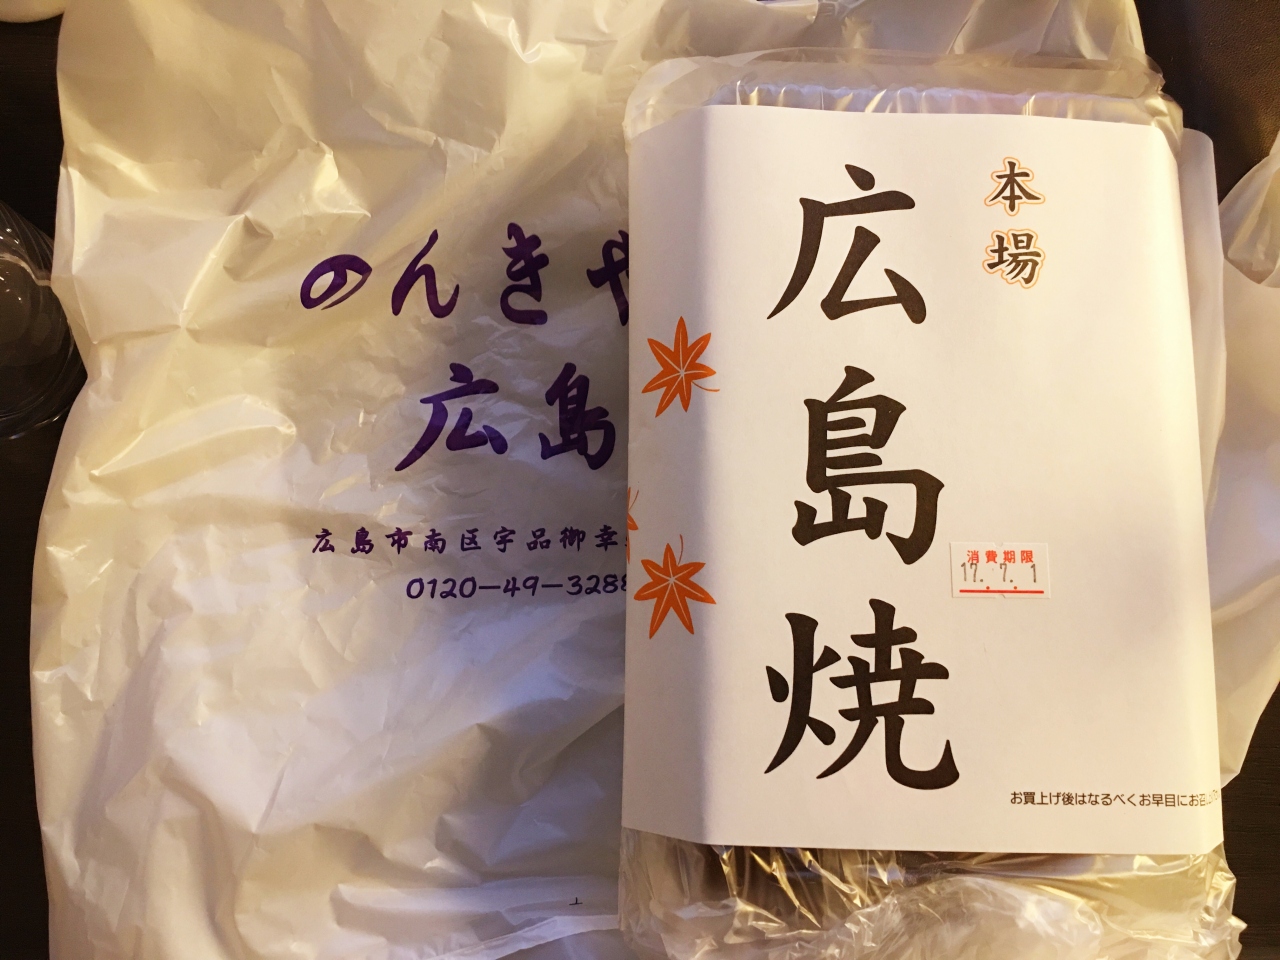 のんきや
広島
広島市南区宇品御幸
0120-49-3288
本場
広島焼
消費期限
17.7.1
お買上げ後はなるべくお早目にお召